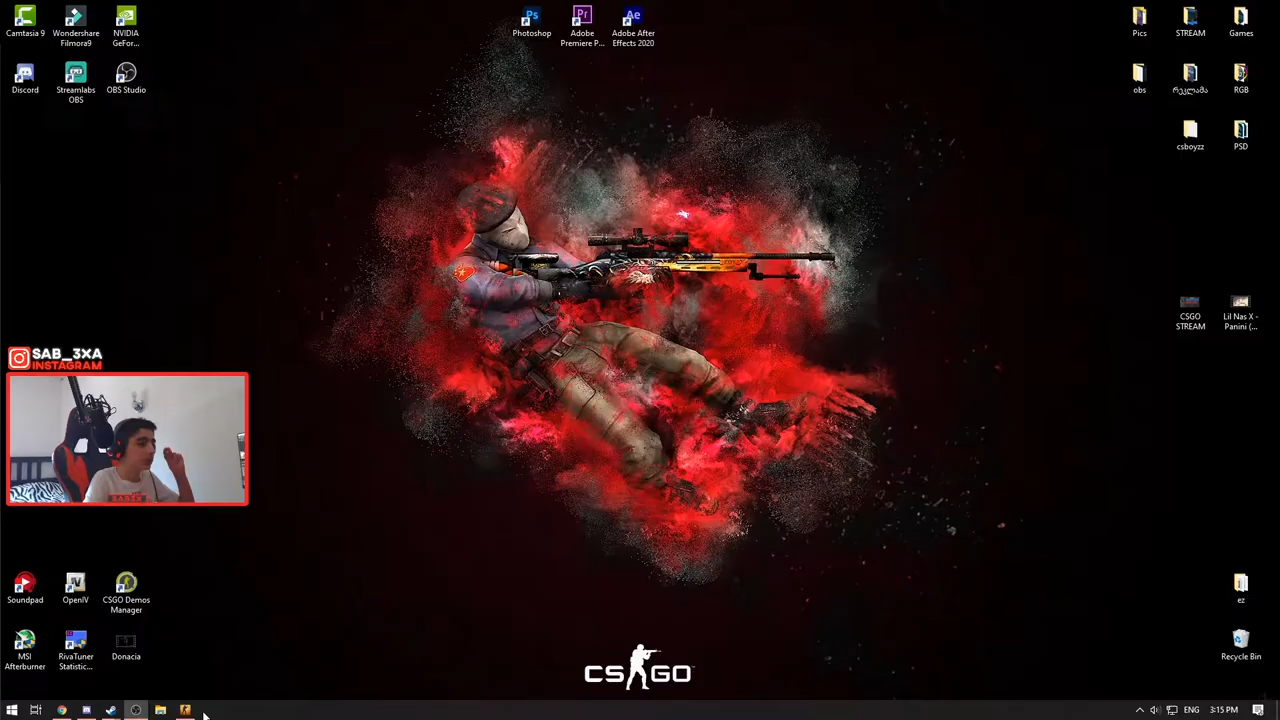 Camtasia 9
Wondershare
Filmora9
NVIDIA
GeFor...
Photoshop
Adobe
Premiere P...
Adobe After
Effects 2020
Pics
STREAM
Games
Discord
Streamlabs
OBS
OBS Studio
obs
რეკლამა
RGB
csboyzz
PSD
CSGO
STREAM
Lil Nas X -
Panini (...
SAB_3XA
INSTAGRAM
Soundpad
OpenIV
CSGO Demos
Manager
ez
MSI
Afterburner
RivaTuner
Statistic...
Donacia
Recycle Bin
CS GO
ENG
3:15 PM